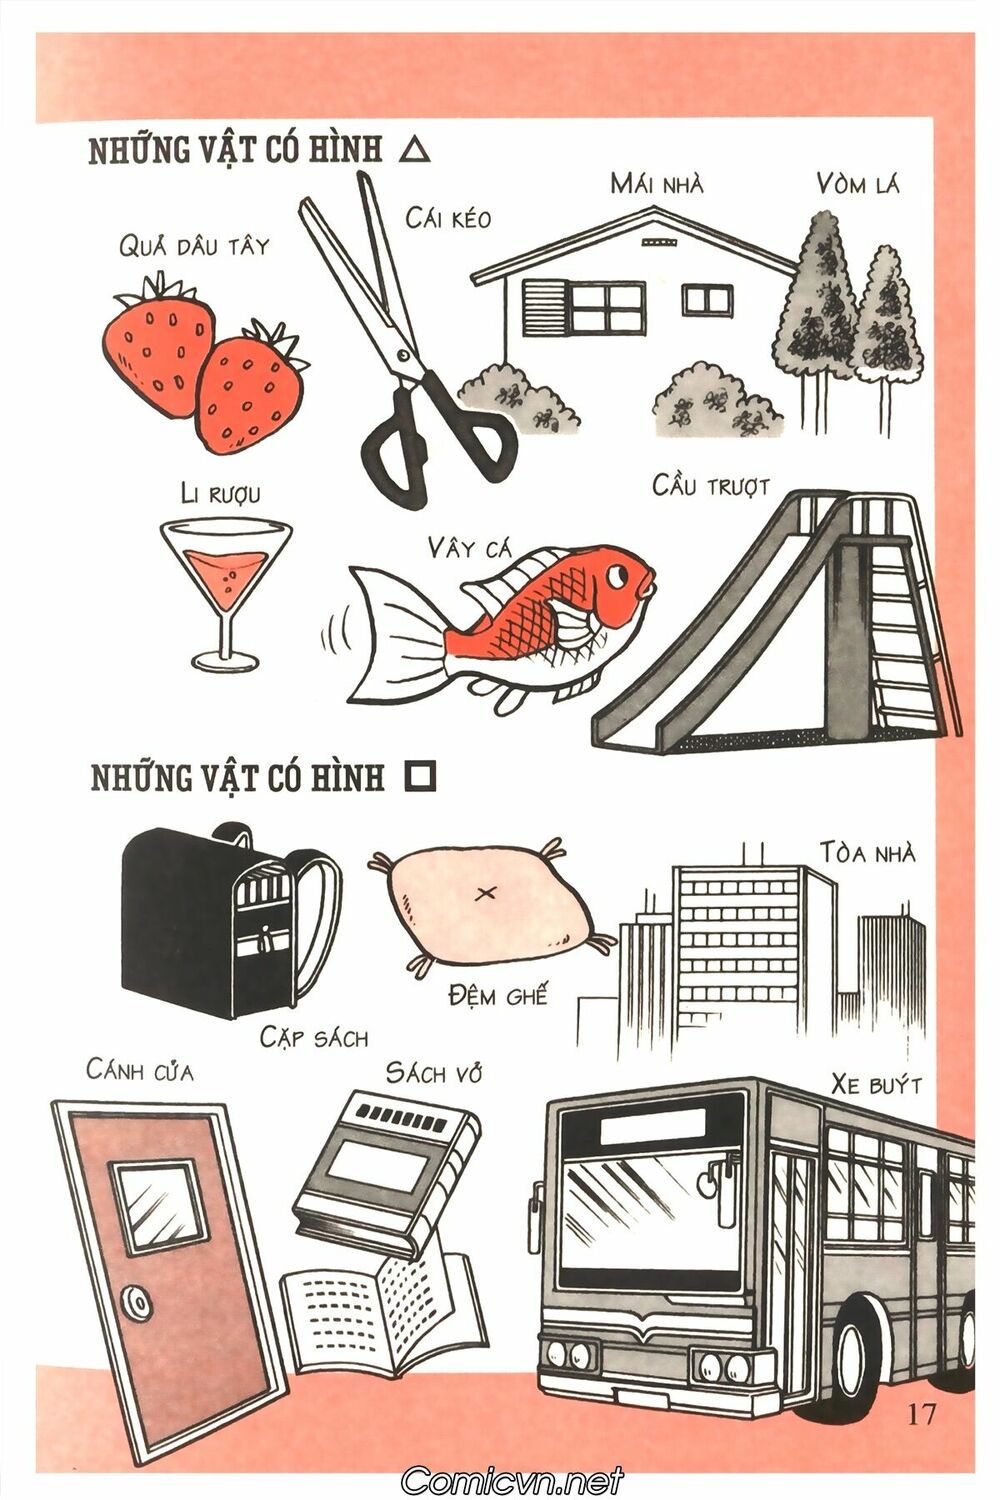 NHỮNG VẬT CÓ HÌNH △
MÁI NHÀ
VÒM LÁ
CÁI KÉO
QUẢ DÂU TÂY
LI RƯỢU
CẦU TRƯỢT
VÂY CÁ
NHỮNG VẬT CÓ HÌNH □
TÒA NHÀ
ĐỆM GHẾ
CẶP SÁCH
CÁNH CỬA
SÁCH VỞ
XE BUÝT
17
Comicvn.net